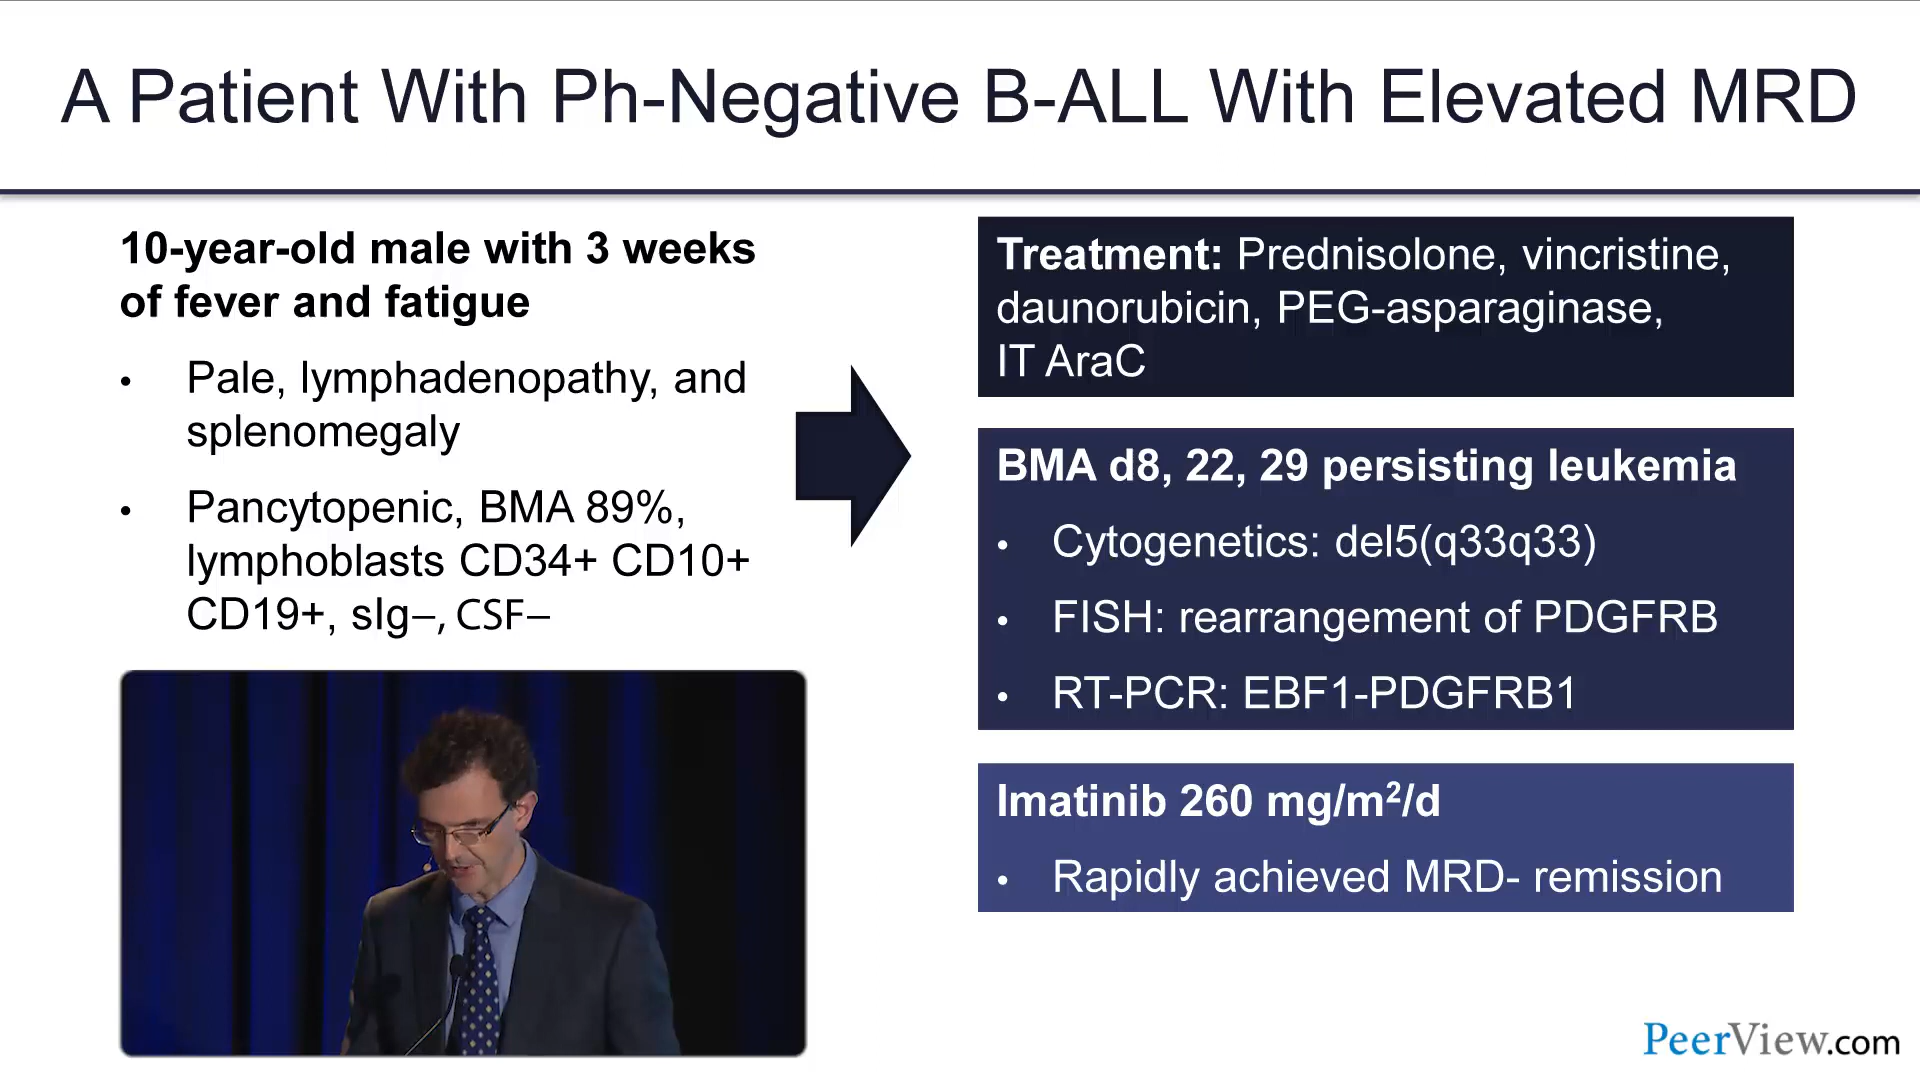 A Patient With Ph-Negative B-ALL With Elevated MRD
10-year-old male with 3 weeks
of fever and fatigue
• Pale, lymphadenopathy, and
splenomegaly
• Pancytopenic, BMA 89%,
lymphoblasts CD34+ CD10+
CD19+, sIg–, CSF–
Treatment: Prednisolone, vincristine,
daunorubicin, PEG-asparaginase,
IT AraC
BMA d8, 22, 29 persisting leukemia
• Cytogenetics: del5(q33q33)
• FISH: rearrangement of PDGFRB
• RT-PCR: EBF1-PDGFRB1
Imatinib 260 mg/m²/d
• Rapidly achieved MRD- remission
PeerView.com